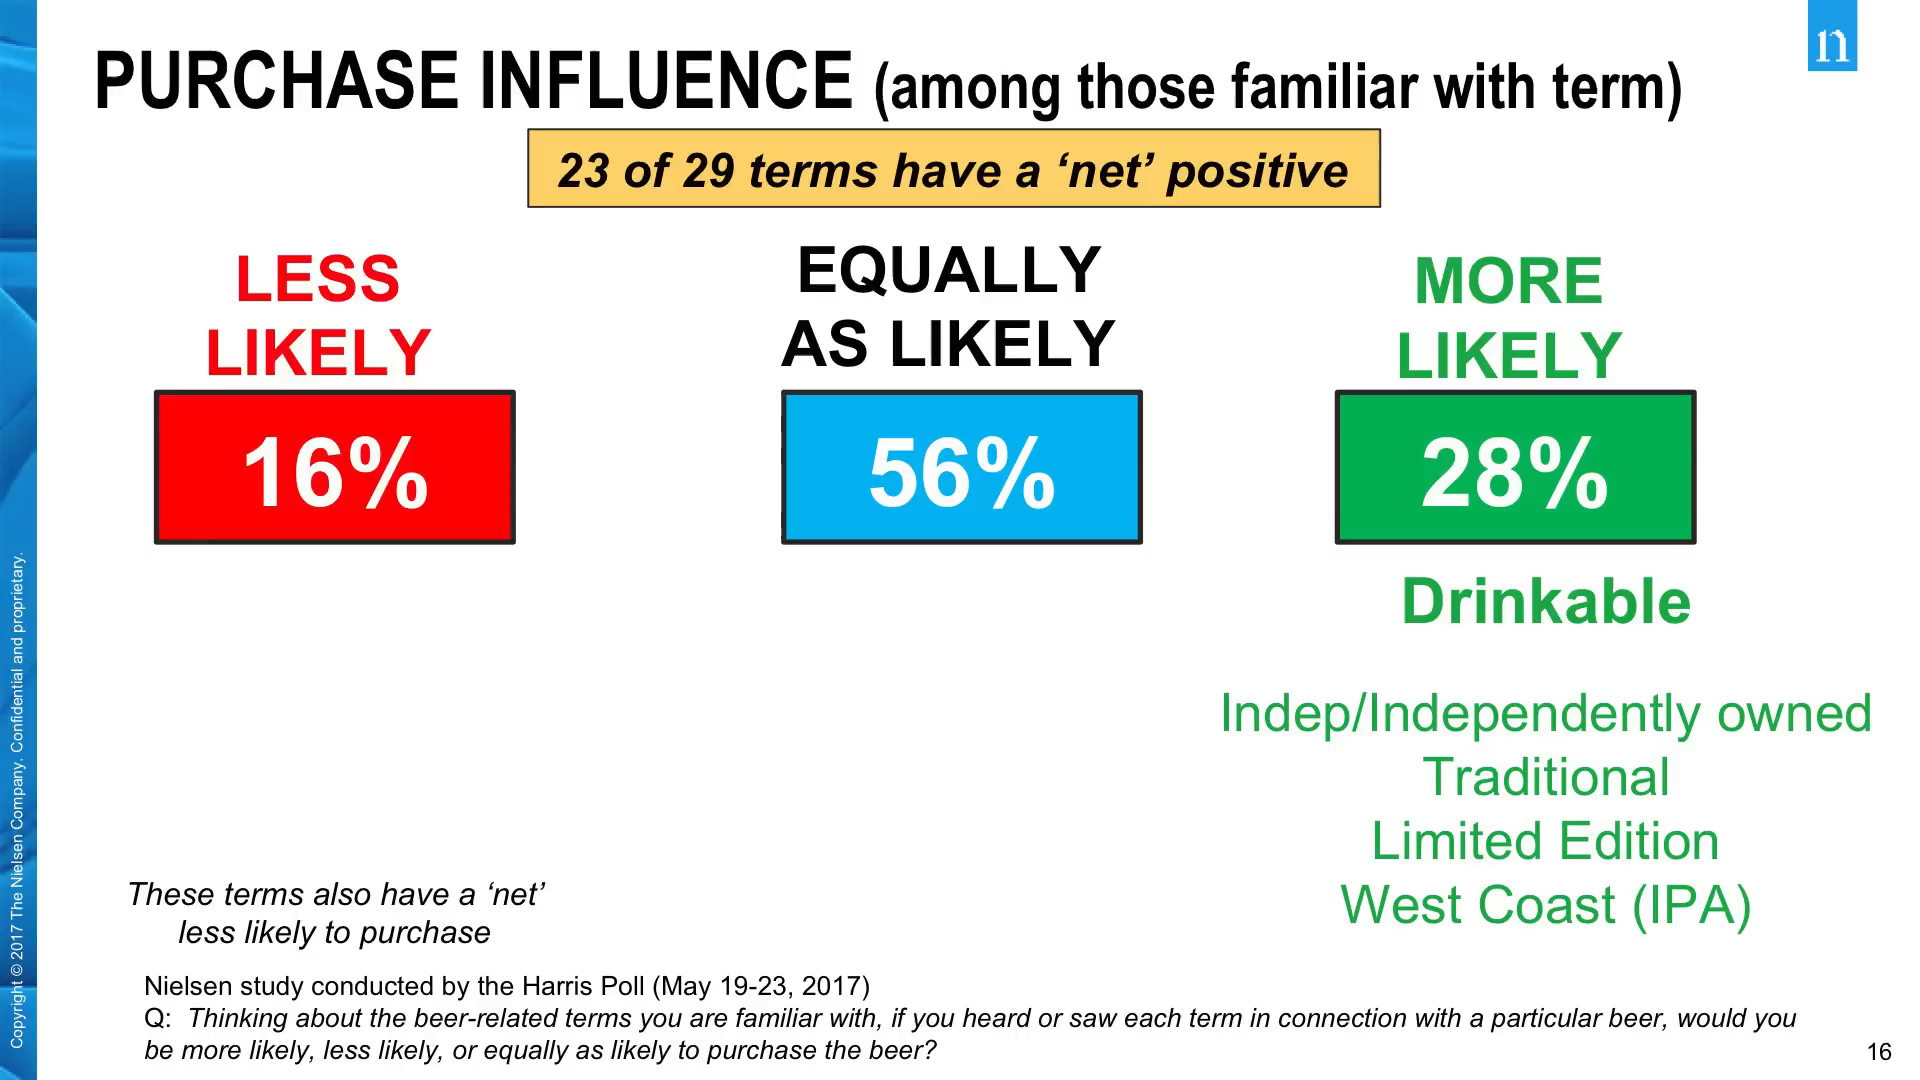 PURCHASE INFLUENCE (among those familiar with term)
n
23 of 29 terms have a ‘net’ positive
LESS
LIKELY
16%
EQUALLY
AS LIKELY
56%
MORE
LIKELY
28%
Drinkable
Indep/Independently owned
Traditional
Limited Edition
West Coast (IPA)
These terms also have a ‘net’
less likely to purchase
Nielsen study conducted by the Harris Poll (May 19-23, 2017)
Q: Thinking about the beer-related terms you are familiar with, if you heard or saw each term in connection with a particular beer, would you
be more likely, less likely, or equally as likely to purchase the beer?
16
Copyright © 2017 The Nielsen Company. Confidential and proprietary.